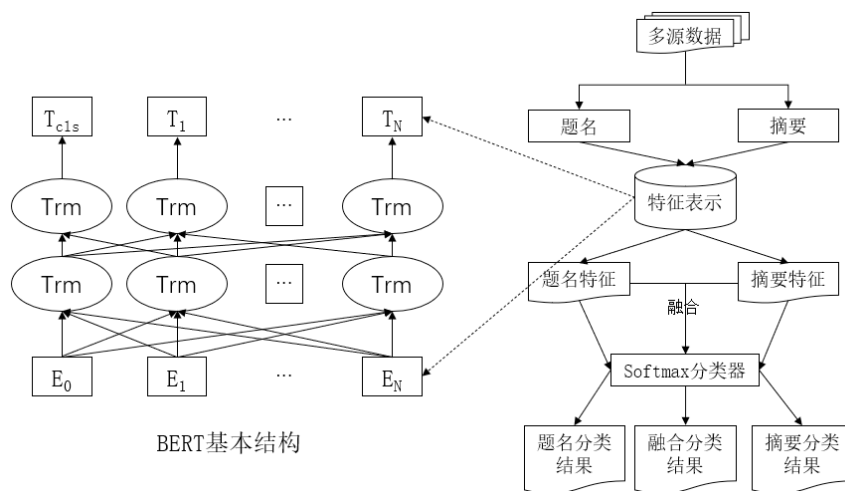 多源数据
题名
摘要
特征表示
题名特征
摘要特征
融合
Softmax分类器
题名分类
结果
融合分类
结果
摘要分类
结果
T_cls T_1 … T_N
Trm Trm … Trm
Trm Trm … Trm
E_0 E_1 … E_N
BERT基本结构